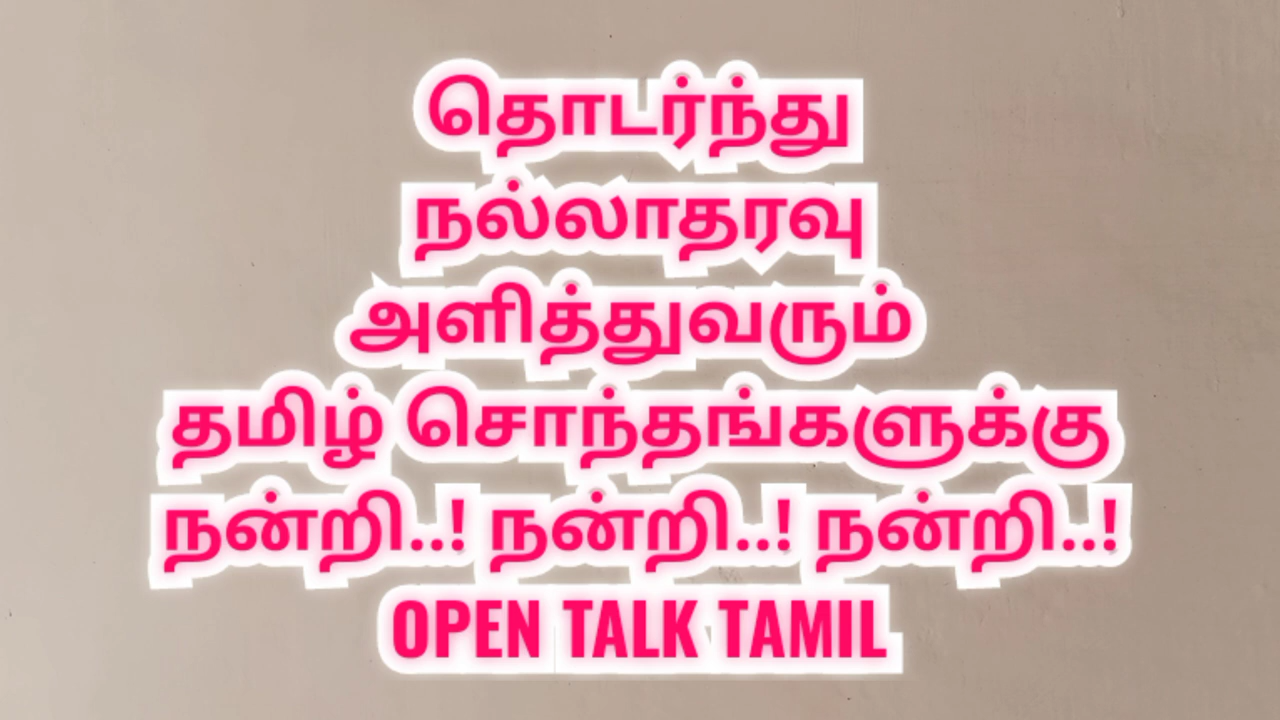 தொடர்ந்து
நல்லாதரவு
அளித்துவரும்
தமிழ் சொந்தங்களுக்கு
நன்றி..! நன்றி..! நன்றி..!
OPEN TALK TAMIL